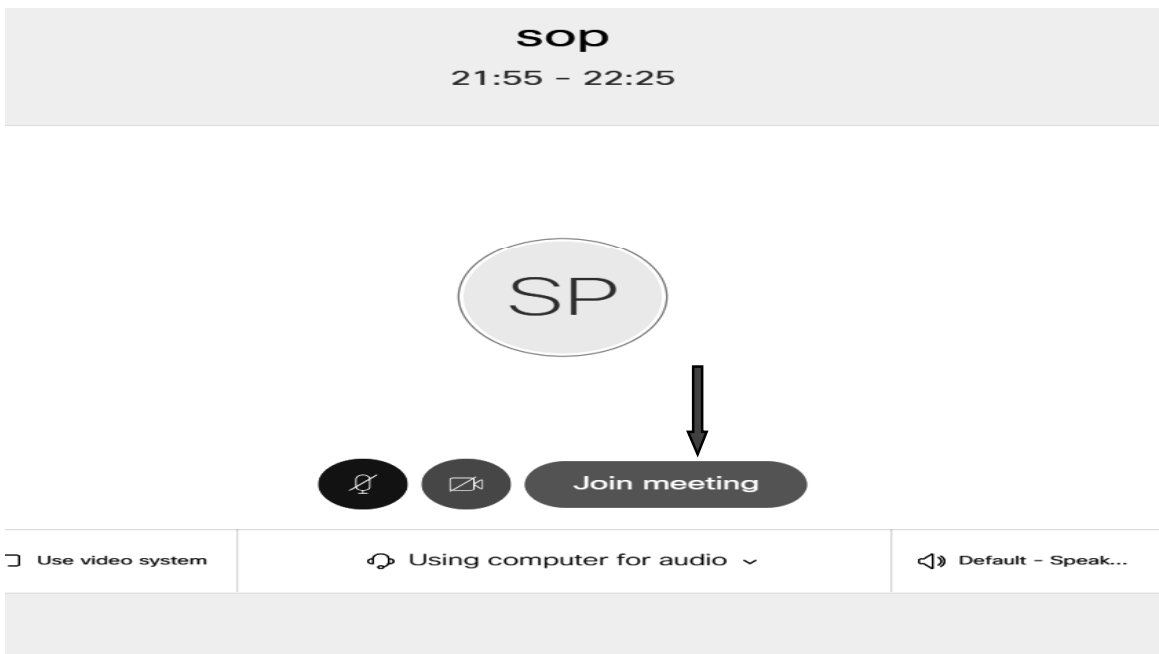 sop
21:55 - 22:25
SP
Join meeting
Use video system
Using computer for audio
Default - Speak...